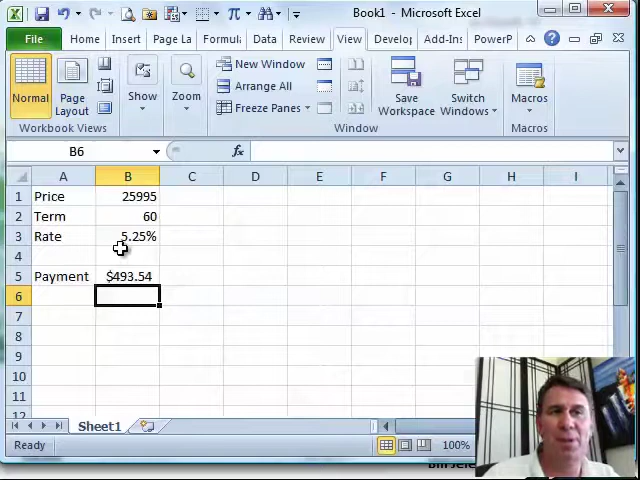 Book1 - Microsoft Excel
File Home Insert Page La Formula Data Review View Develop Add-Ins PowerP
Normal Page Layout Show Zoom New Window Arrange All Freeze Panes Save Workspace Switch Windows Macros
Workbook Views Window Macros
B6 fx
A B C D E F G H I
1 Price 25995
2 Term 60
3 Rate 5.25%
4
5 Payment $493.54
6
7
8
9
10
11
12
Sheet1
Ready 100%